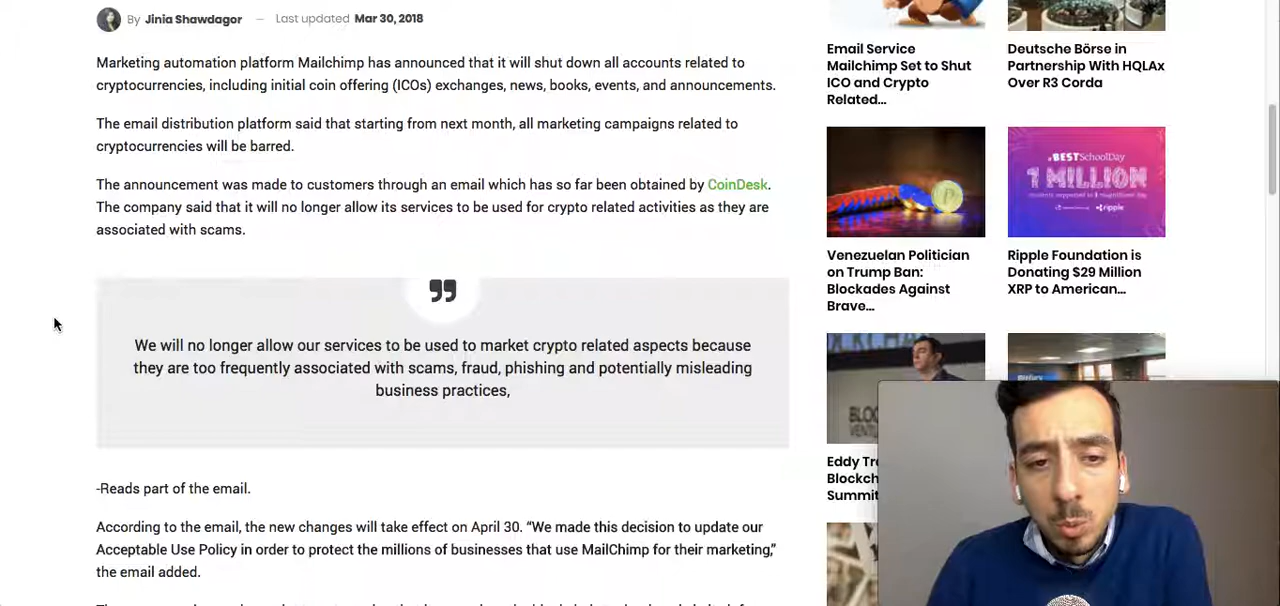 By Jinia Shawdagor — Last updated Mar 30, 2018
Marketing automation platform Mailchimp has announced that it will shut down all accounts related to
cryptocurrencies, including initial coin offering (ICOs) exchanges, news, books, events, and announcements.
The email distribution platform said that starting from next month, all marketing campaigns related to
cryptocurrencies will be barred.
The announcement was made to customers through an email which has so far been obtained by CoinDesk.
The company said that it will no longer allow its services to be used for crypto related activities as they are
associated with scams.
We will no longer allow our services to be used to market crypto related aspects because
they are too frequently associated with scams, fraud, phishing and potentially misleading
business practices,
-Reads part of the email.
According to the email, the new changes will take effect on April 30. “We made this decision to update our
Acceptable Use Policy in order to protect the millions of businesses that use MailChimp for their marketing,”
the email added.
Email Service
Mailchimp Set to Shut
ICO and Crypto
Related...
Deutsche Börse in
Partnership With HQLAx
Over R3 Corda
#BESTSchoolDay
1 MILLION
ripple
Venezuelan Politician
on Trump Ban:
Blockades Against
Brave...
Ripple Foundation is
Donating $29 Million
XRP to American...
Eddy
Summit